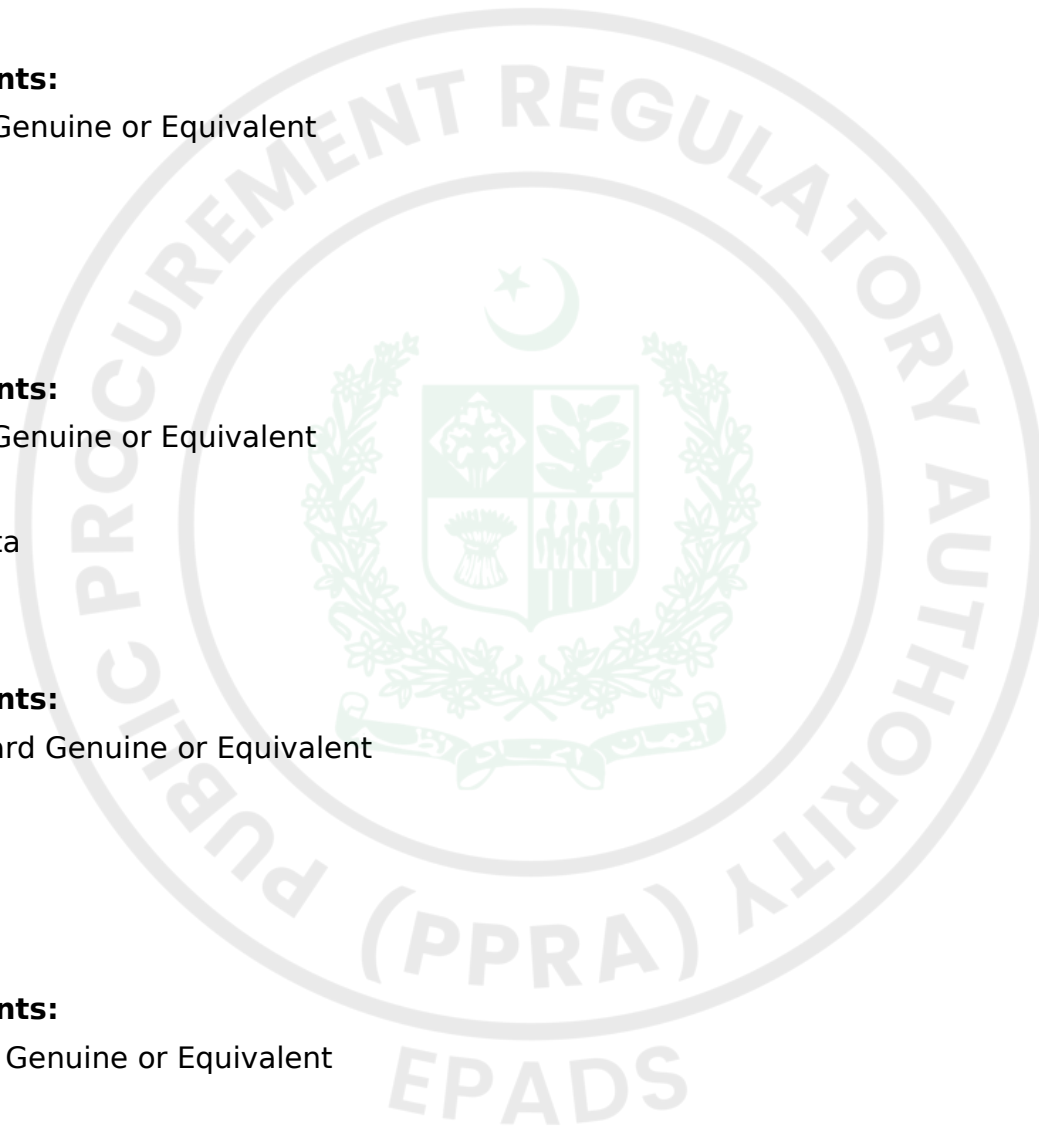 nts:
Genuine or Equivalent
nts:
Genuine or Equivalent
ta
nts:
ard Genuine or Equivalent
nts:
Genuine or Equivalent
PUBLIC PROCUREMENT REGULATORY AUTHORITY
(PPRA)
EPADS